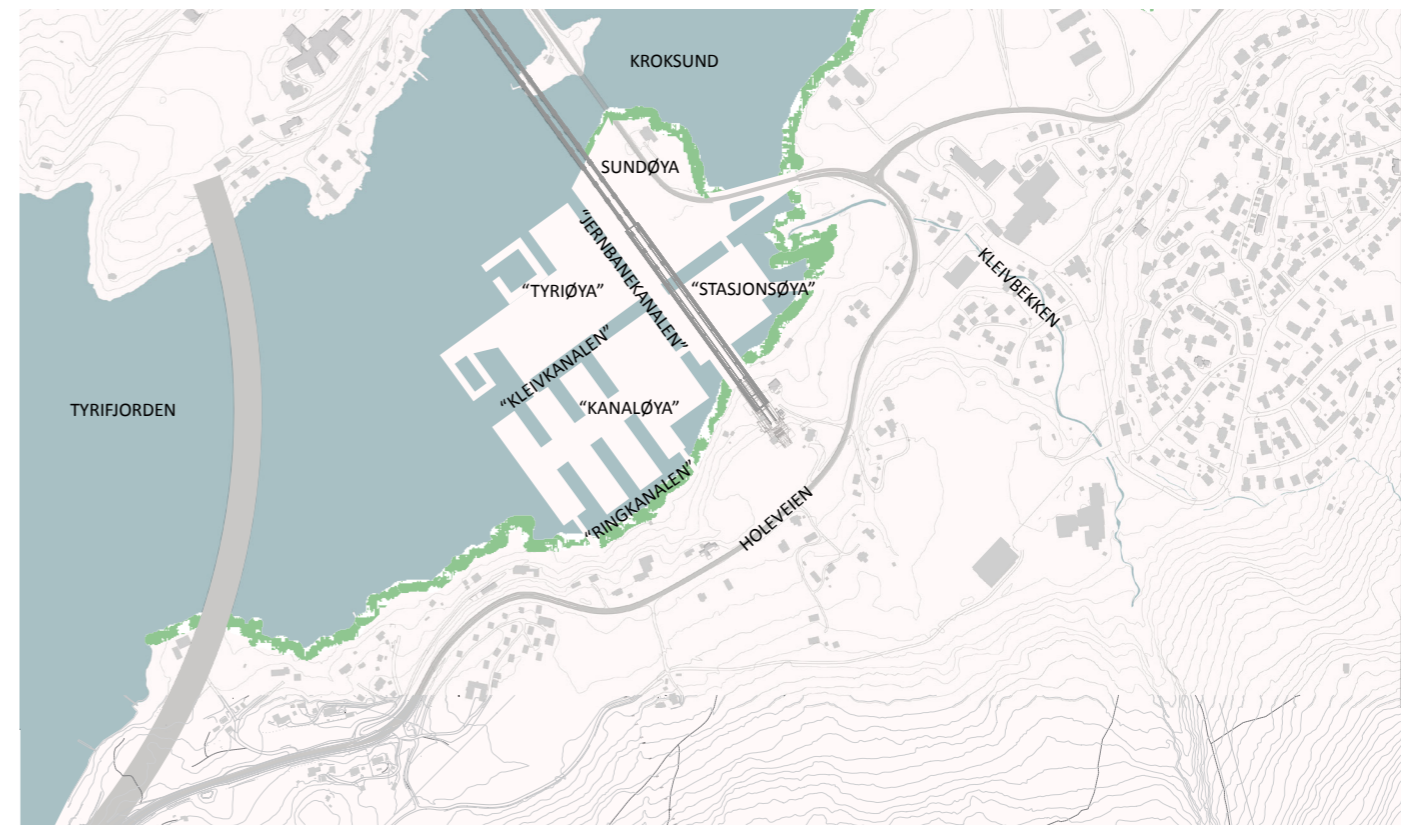 KROKSUND
SUNDØYA
“JERNBANEKANALEN”
KLEIVBEKKEN
“TYRIØYA”
“STASJONSØYA”
“KLEIVKANALEN”
TYRIFJORDEN
“KANALØYA”
“RINGKANALEN”
HOLEVEIEN